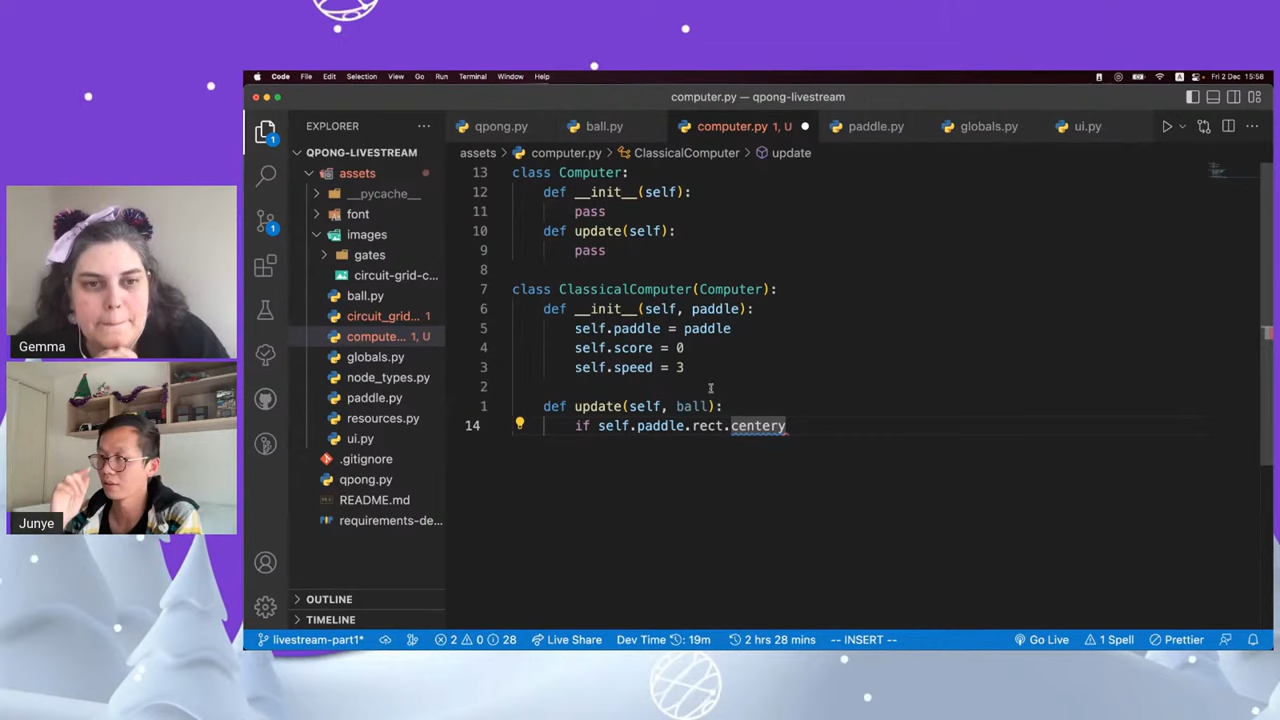 Code File Edit Selection View Go Run Terminal Window Help Fri 2 Dec 15:58
computer.py — qpong-livestream
EXPLORER
qpong.py ball.py computer.py 1, U paddle.py globals.py ui.py
QPONG-LIVESTREAM
assets
__pycache__
font
images
gates
circuit-grid-c...
ball.py
circuit_grid... 1
compute... 1, U
globals.py
node_types.py
paddle.py
resources.py
ui.py
.gitignore
qpong.py
README.md
requirements-de...
OUTLINE
TIMELINE
assets > computer.py > ClassicalComputer > update
13 class Computer:
12 def __init__(self):
11 pass
10 def update(self):
9 pass
8
7 class ClassicalComputer(Computer):
6 def __init__(self, paddle):
5 self.paddle = paddle
4 self.score = 0
3 self.speed = 3
2
1 def update(self, ball):
14 if self.paddle.rect.centery
Gemma
Junye
1
1
livestream-part1* 2 0 28 Live Share Dev Time : 19m 2 hrs 28 mins -- INSERT -- Go Live 1 Spell Prettier